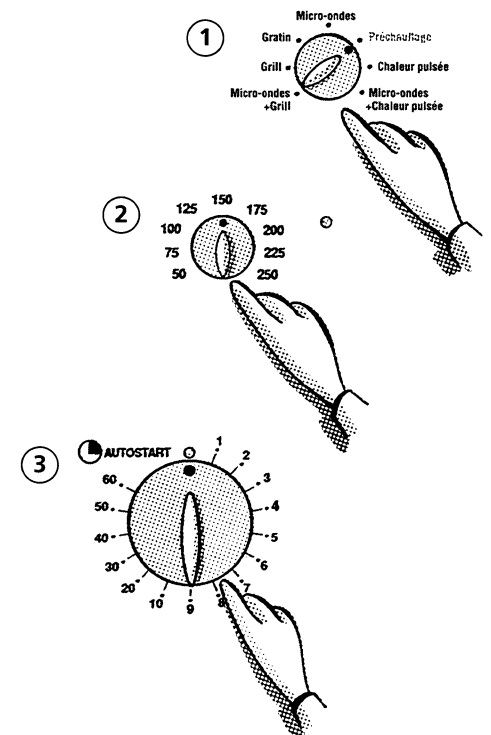 1
Micro-ondes
Gratin
Préchauffage
Grill
Chaleur pulsée
Micro-ondes
+Grill
Micro-ondes
+Chaleur pulsée
2
150
125
175
100
200
75
225
50
250
3
AUTOSTART
1
2
3
4
5
6
7
8
9
10
20
30
40
50
60